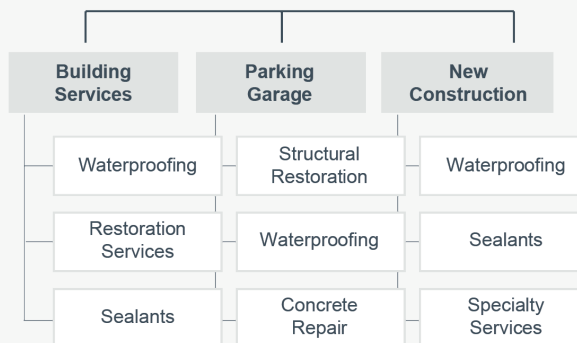 Building
Services
Parking
Garage
New
Construction
Waterproofing
Structural
Restoration
Waterproofing
Restoration
Services
Waterproofing
Sealants
Sealants
Concrete
Repair
Specialty
Services